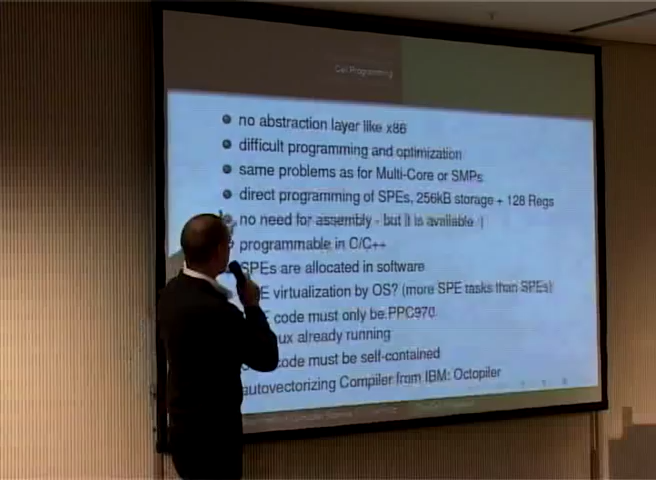 Cell Programming
no abstraction layer like x86
difficult programming and optimization
same problems as for Multi-Core or SMPs
direct programming of SPEs, 256kB storage + 128 Regs
no need for assembly - but it is available
programmable in C/C++
SPEs are allocated in software
E virtualization by OS? (more SPE tasks than SPEs)
code must only be PPC970
ux already running
code must be self-contained
autovectorizing Compiler from IBM: Octopiler